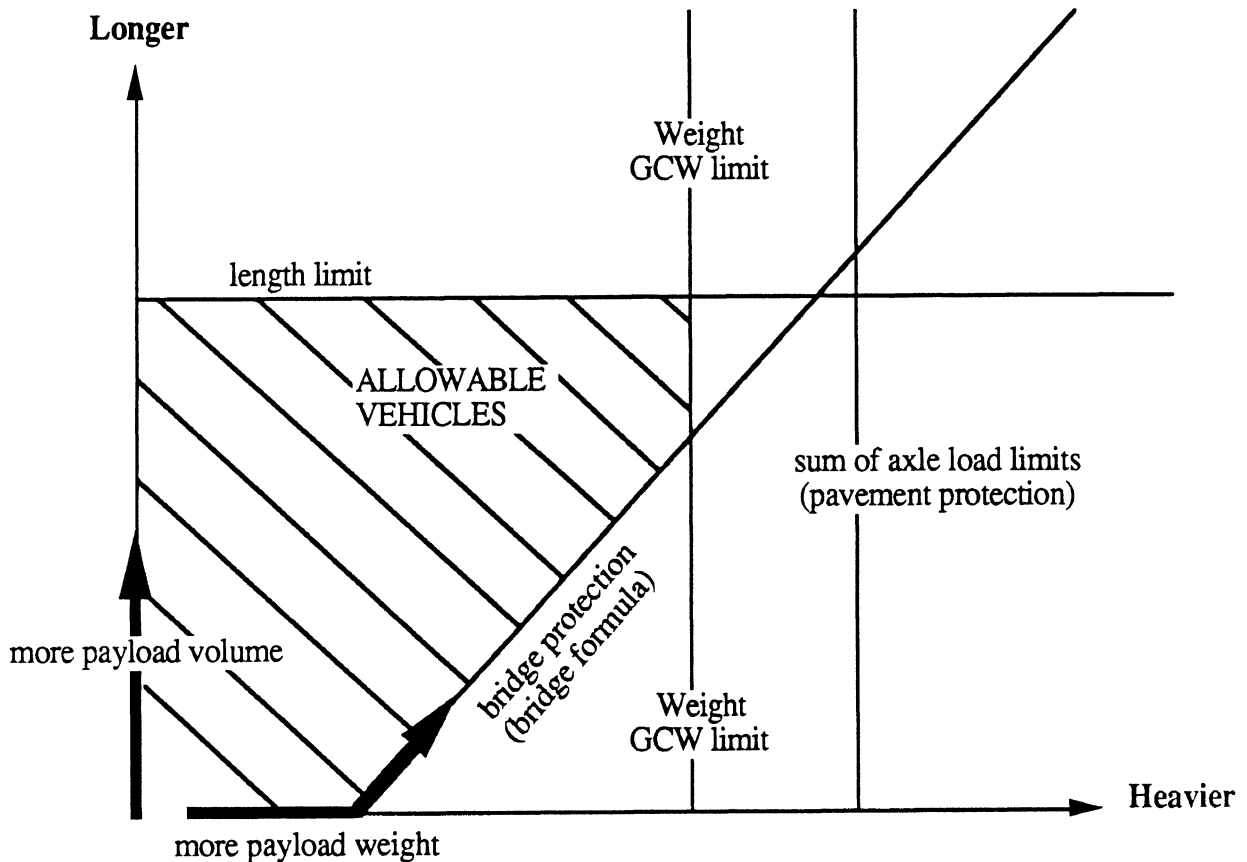 Longer
Weight
GCW limit
length limit
ALLOWABLE
VEHICLES
sum of axle load limits
(pavement protection)
bridge protection
(bridge formula)
more payload volume
Weight
GCW limit
Heavier
more payload weight